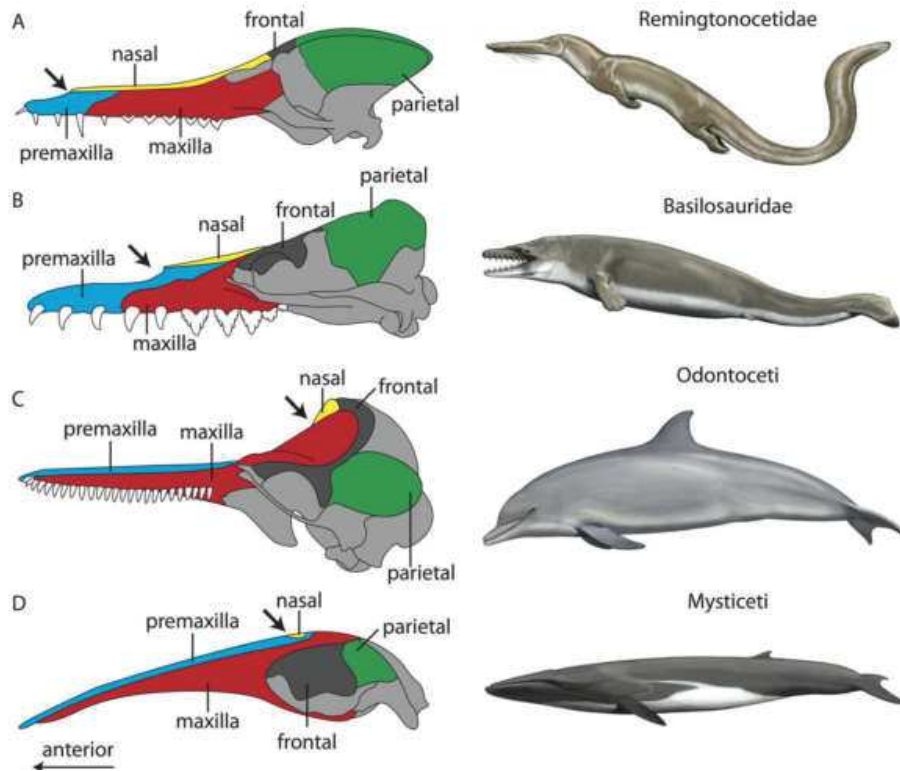 A
frontal
Remingtonocetidae
nasal
parietal
maxilla
premaxilla
B
parietal
Basilosauridae
frontal
nasal
premaxilla
maxilla
C
nasal
frontal
Odontoceti
premaxilla
maxilla
parietal
D
nasal
Mysticeti
premaxilla
parietal
maxilla
frontal
anterior